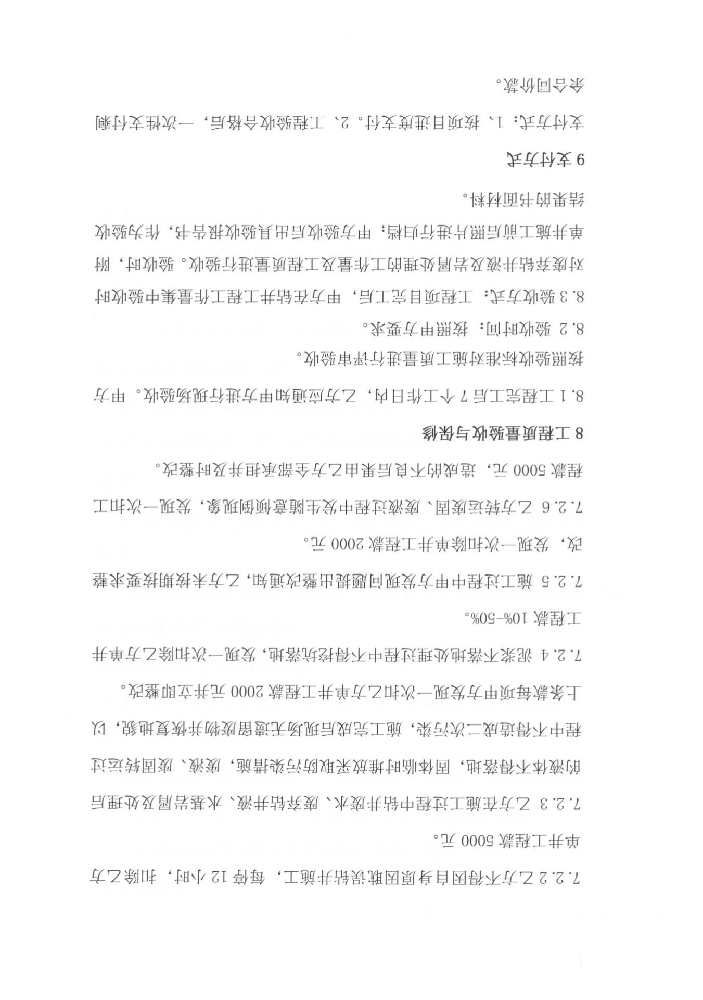 7.2.2 乙方不得因自身原因耽误钻井施工，每停 12 小时，扣除乙方
单井工程款 5000 元。
7.2.3 乙方在施工过程中钻井废水、废弃钻井液、水基岩屑及处理后
的液体不得落地，固体临时堆放采取防污染措施，废液、废固转运过
程中不得造成二次污染，施工完成后现场无遗留废物并恢复地貌，以
上条款每项甲方发现一次扣乙方单井工程款 2000 元并立即整改。
7.2.4 泥浆不落地处理过程中不得挖坑落地，发现一次扣除乙方单井
工程款 10%-50%。
7.2.5 施工过程中甲方发现问题提出整改通知，乙方未按期按要求整
改，发现一次扣除单井工程款 2000 元。
7.2.6 乙方转运废固、废液过程中发生随意倾倒现象，发现一次扣工
程款 5000 元，造成的不良后果由乙方全部承担并及时整改。
8 工程质量验收与保修
8.1 工程完工后 7 个工作日内，乙方应通知甲方进行现场验收。甲方
按照验收标准对施工质量进行评审验收。
8.2 验收时间：按照甲方要求。
8.3 验收方式：工程项目完工后，甲方在钻井工程工作量集中验收时
对废弃钻井液及岩屑处理的工作量及工程质量进行验收。验收时，附
单井施工前后照片进行归档；甲方验收后出具验收报告书，作为验收
结果的书面材料。
9 支付方式
支付方式：1、按项目进度支付。2、工程验收合格后，一次性支付剩
余合同价款。